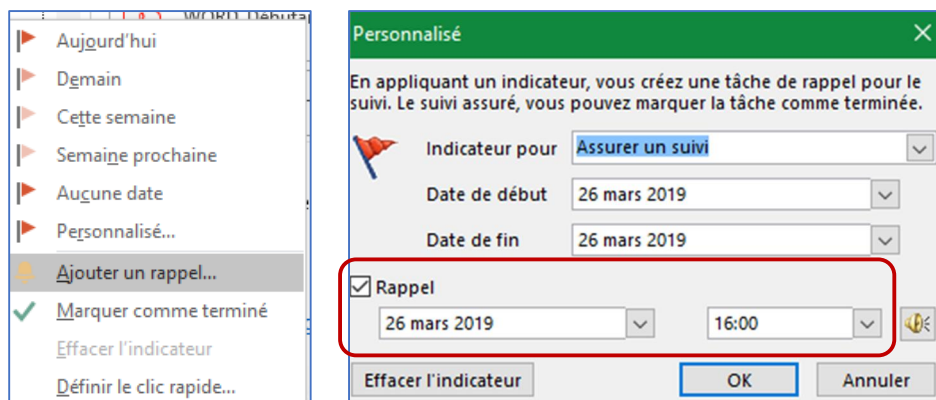 WORD Débutan
Aujourd'hui
Demain
Cette semaine
Semaine prochaine
Aucune date
Personnalisé...
Ajouter un rappel...
Marquer comme terminé
Effacer l'indicateur
Définir le clic rapide...
Personnalisé
En appliquant un indicateur, vous créez une tâche de rappel pour le
suivi. Le suivi assuré, vous pouvez marquer la tâche comme terminée.
Indicateur pour Assurer un suivi
Date de début 26 mars 2019
Date de fin 26 mars 2019
Rappel
26 mars 2019 16:00
Effacer l'indicateur OK Annuler